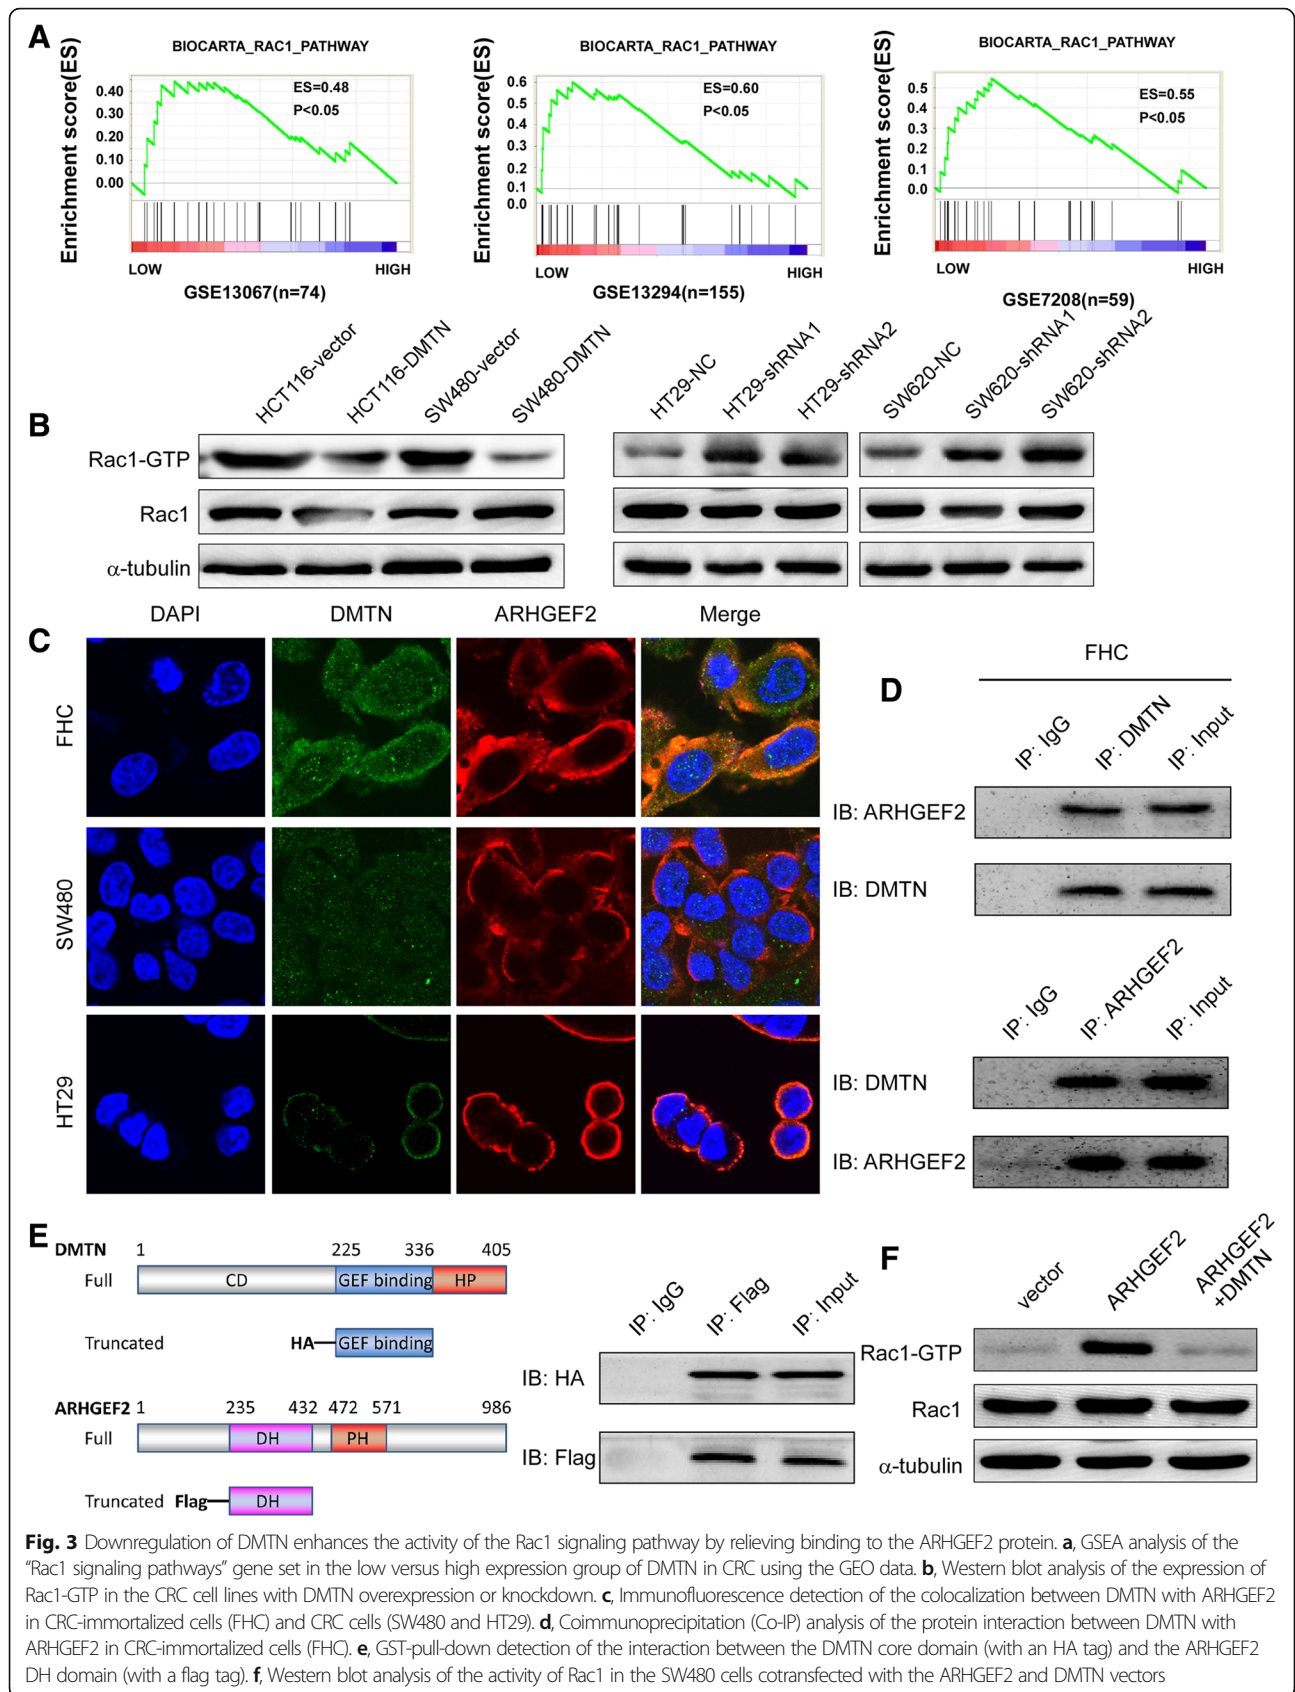 A
BIOCARTA_RAC1_PATHWAY
Enrichment score(ES)
0.40
0.30
0.20
0.10
0.00
ES=0.48
P<0.05
LOW HIGH
GSE13067(n=74)
BIOCARTA_RAC1_PATHWAY
Enrichment score(ES)
0.6
0.5
0.4
0.3
0.2
0.1
0.0
ES=0.60
P<0.05
LOW HIGH
GSE13294(n=155)
BIOCARTA_RAC1_PATHWAY
Enrichment score(ES)
0.5
0.4
0.3
0.2
0.1
0.0
ES=0.55
P<0.05
LOW HIGH
GSE7208(n=59)
B
HCT116-vector
HCT116-DMTN
SW480-vector
SW480-DMTN
HT29-NC
HT29-shRNA1
HT29-shRNA2
SW620-NC
SW620-shRNA1
SW620-shRNA2
Rac1-GTP
Rac1
α-tubulin
C
DAPI DMTN ARHGEF2 Merge
FHC
SW480
HT29
D
FHC
IP: IgG
IP: DMTN
IP: Input
IB: ARHGEF2
IB: DMTN
IP: IgG
IP: ARHGEF2
IP: Input
IB: DMTN
IB: ARHGEF2
E
DMTN 1 225 336 405
Full CD GEF binding HP
Truncated HA GEF binding
ARHGEF2 1 235 432 472 571 986
Full DH PH
Truncated Flag DH
IP: IgG
IP: Flag
IP: Input
IB: HA
IB: Flag
F
vector
ARHGEF2
ARHGEF2
+DMTN
Rac1-GTP
Rac1
α-tubulin
Fig. 3 Downregulation of DMTN enhances the activity of the Rac1 signaling pathway by relieving binding to the ARHGEF2 protein. a, GSEA analysis of the
“Rac1 signaling pathways” gene set in the low versus high expression group of DMTN in CRC using the GEO data. b, Western blot analysis of the expression of
Rac1-GTP in the CRC cell lines with DMTN overexpression or knockdown. c, Immunofluorescence detection of the colocalization between DMTN with ARHGEF2
in CRC-immortalized cells (FHC) and CRC cells (SW480 and HT29). d, Coimmunoprecipitation (Co-IP) analysis of the protein interaction between DMTN with
ARHGEF2 in CRC-immortalized cells (FHC). e, GST-pull-down detection of the interaction between the DMTN core domain (with an HA tag) and the ARHGEF2
DH domain (with a flag tag). f, Western blot analysis of the activity of Rac1 in the SW480 cells cotransfected with the ARHGEF2 and DMTN vectors